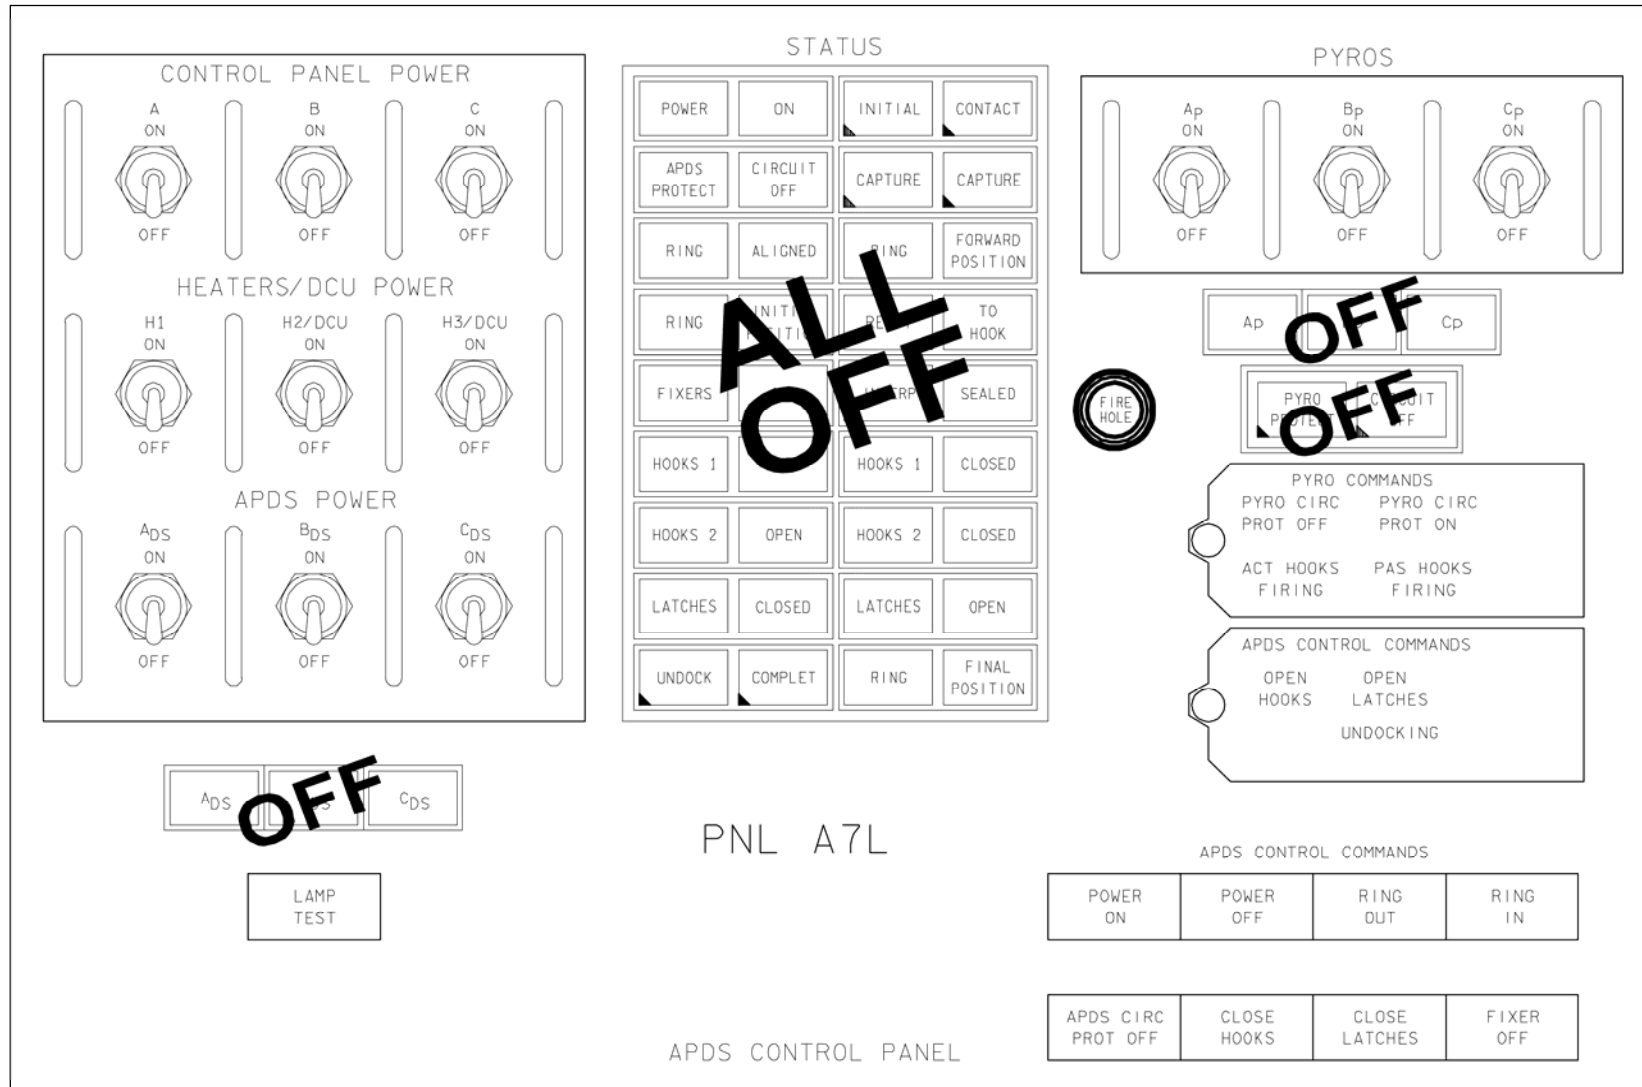 STATUS
CONTROL PANEL POWER
A B C
ON ON ON
OFF OFF OFF
HEATERS/DCU POWER
H1 H2/DCU H3/DCU
ON ON ON
OFF OFF OFF
APDS POWER
ADS BDS CDS
ON ON ON
OFF OFF OFF
ADS CDS
OFF
LAMP
TEST
POWER ON INITIAL CONTACT
APDS PROTECT CIRCUIT OFF CAPTURE CAPTURE
RING ALIGNED RING FORWARD POSITION
RING TO HOOK
FIXERS SEALED
HOOKS 1 HOOKS 1 CLOSED
HOOKS 2 OPEN HOOKS 2 CLOSED
LATCHES CLOSED LATCHES OPEN
UNDOCK COMPLET RING FINAL POSITION
ALL
OFF
PNL A7L
APDS CONTROL PANEL
PYROS
AP BP CP
ON ON ON
OFF OFF OFF
AP CP
OFF
FIRE
HOLE
PYRO
OFF
PYRO COMMANDS
PYRO CIRC PYRO CIRC
PROT OFF PROT ON
ACT HOOKS PAS HOOKS
FIRING FIRING
APDS CONTROL COMMANDS
OPEN OPEN
HOOKS LATCHES
UNDOCKING
APDS CONTROL COMMANDS
POWER POWER RING RING
ON OFF OUT IN
APDS CIRC CLOSE CLOSE FIXER
PROT OFF HOOKS LATCHES OFF